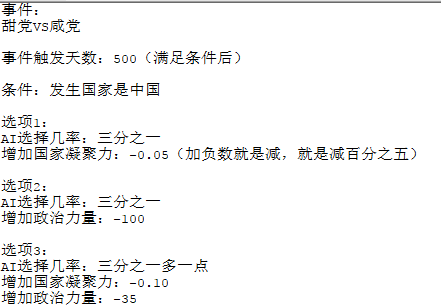 事件：
甜党VS咸党
事件触发天数：500（满足条件后）
条件：发生国家是中国
选项1：
AI选择几率：三分之一
增加国家凝聚力：-0.05（加负数就是减，就是减百分之五）
选项2：
AI选择几率：三分之一
增加政治力量：-100
选项3：
AI选择几率：三分之一多一点
增加国家凝聚力：-0.10
增加政治力量：-35